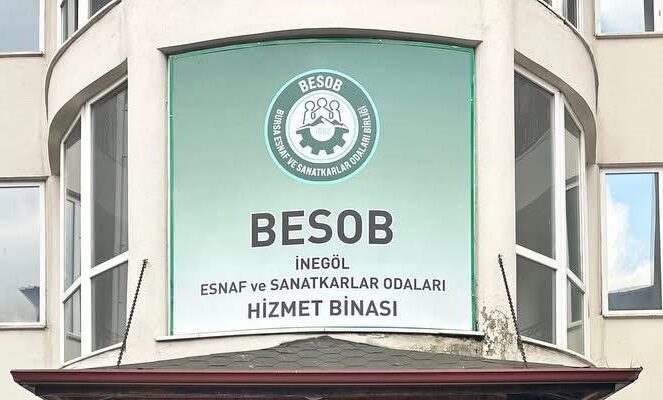 BESOB
BURSA ESNAF VE SANATKARLAR ODALARI BİRLİĞİ
BESOB
İNEGÖL
ESNAF ve SANATKARLAR ODALARI
HİZMET BİNASI